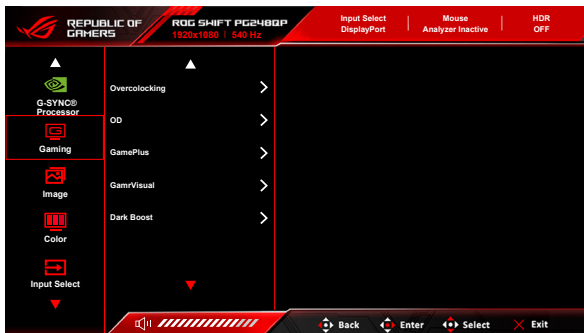 REPUBLIC OF
GAMERS
ROG SWIFT PG248QP
1920x1080 | 540 Hz
Input Select
DisplayPort
Mouse
Analyzer Inactive
HDR
OFF
G-SYNC®
Processor
Gaming
Image
Color
Input Select
Overcolocking
OD
GamePlus
GamrVisual
Dark Boost
Back
Enter
Select
Exit